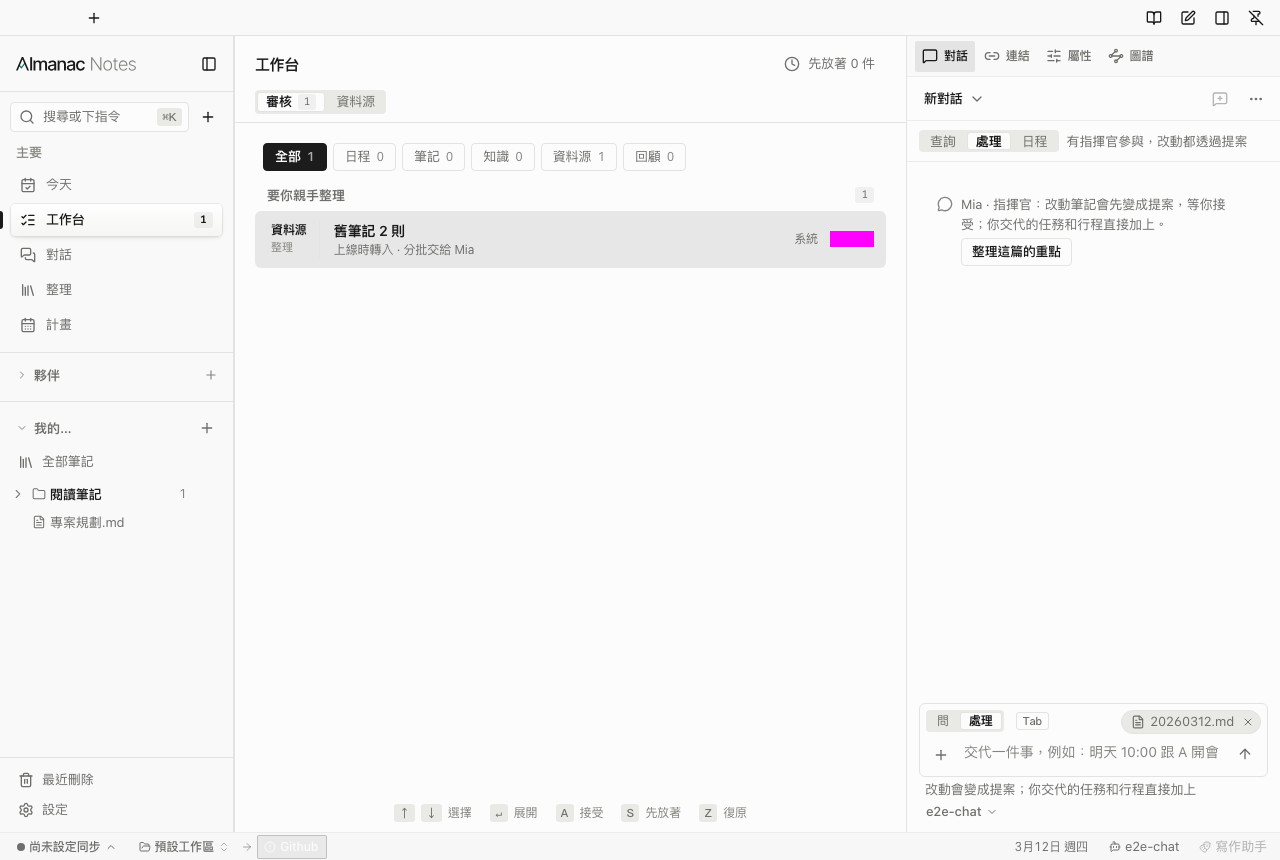 Almanac Notes
搜尋或下指令 ⌘K
主要
今天
工作台 1
對話
整理
計畫
夥伴
我的...
全部筆記
閱讀筆記 1
專案規劃.md
最近刪除
設定
工作台
先放著 0 件
審核 1 資料源
全部 1 日程 0 筆記 0 知識 0 資料源 1 回顧 0
要你親手整理 1
資料源 舊筆記 2 則
整理 上線時轉入 · 分批交給 Mia
系統
↑ ↓ 選擇 ↵ 展開 A 接受 S 先放著 Z 復原
對話 連結 屬性 圖譜
新對話
查詢 處理 日程 有指揮官參與，改動都透過提案
Mia · 指揮官：改動筆記會先變成提案，等你接
受；你交代的任務和行程直接加上。
整理這篇的重點
問 處理 Tab 20260312.md
交代一件事，例如：明天 10:00 跟 A 開會
改動會變成提案；你交代的任務和行程直接加上
e2e-chat
尚未設定同步 預設工作區 → Github 3月12日 週四 e2e-chat 寫作助手